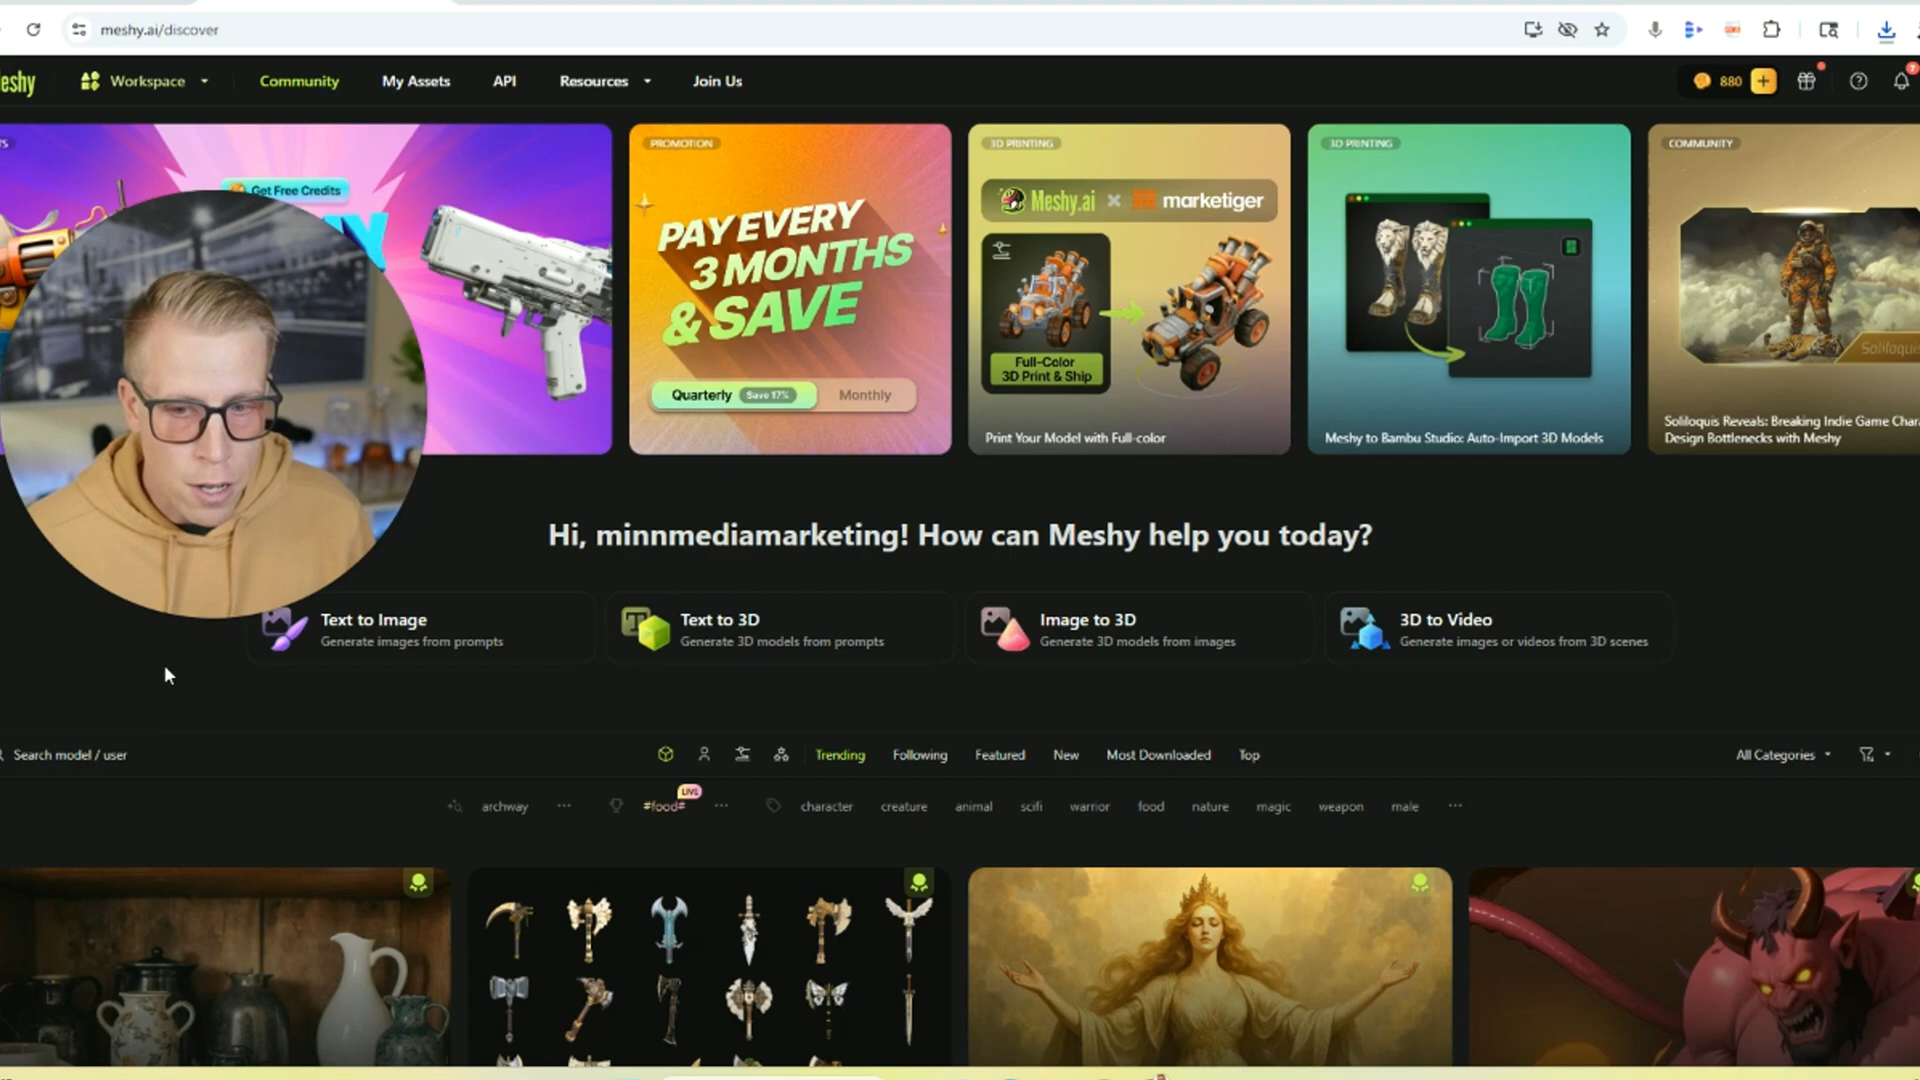 meshy.ai/discover
Workspace
Community
My Assets
API
Resources
Join Us
880
Get Free Credits
PROMOTION
PAY EVERY
3 MONTHS
& SAVE
Quarterly
Save 17%
Monthly
3D PRINTING
Meshy.ai
marketiger
Full-Color
3D Print & Ship
Print Your Model with Full-color
3D PRINTING
Meshy to Bambu Studio: Auto-Import 3D Models
COMMUNITY
Soliloquis Reveals: Breaking Indie Game
Design Bottlenecks with Meshy
Hi, minnmediamarketing! How can Meshy help you today?
Text to Image
Generate images from prompts
Text to 3D
Generate 3D models from prompts
Image to 3D
Generate 3D models from images
3D to Video
Generate images or videos from 3D scenes
Search model / user
Trending
Following
Featured
New
Most Downloaded
Top
All Categories
archway
#food#
LIVE
character
creature
animal
scifi
warrior
food
nature
magic
weapon
male